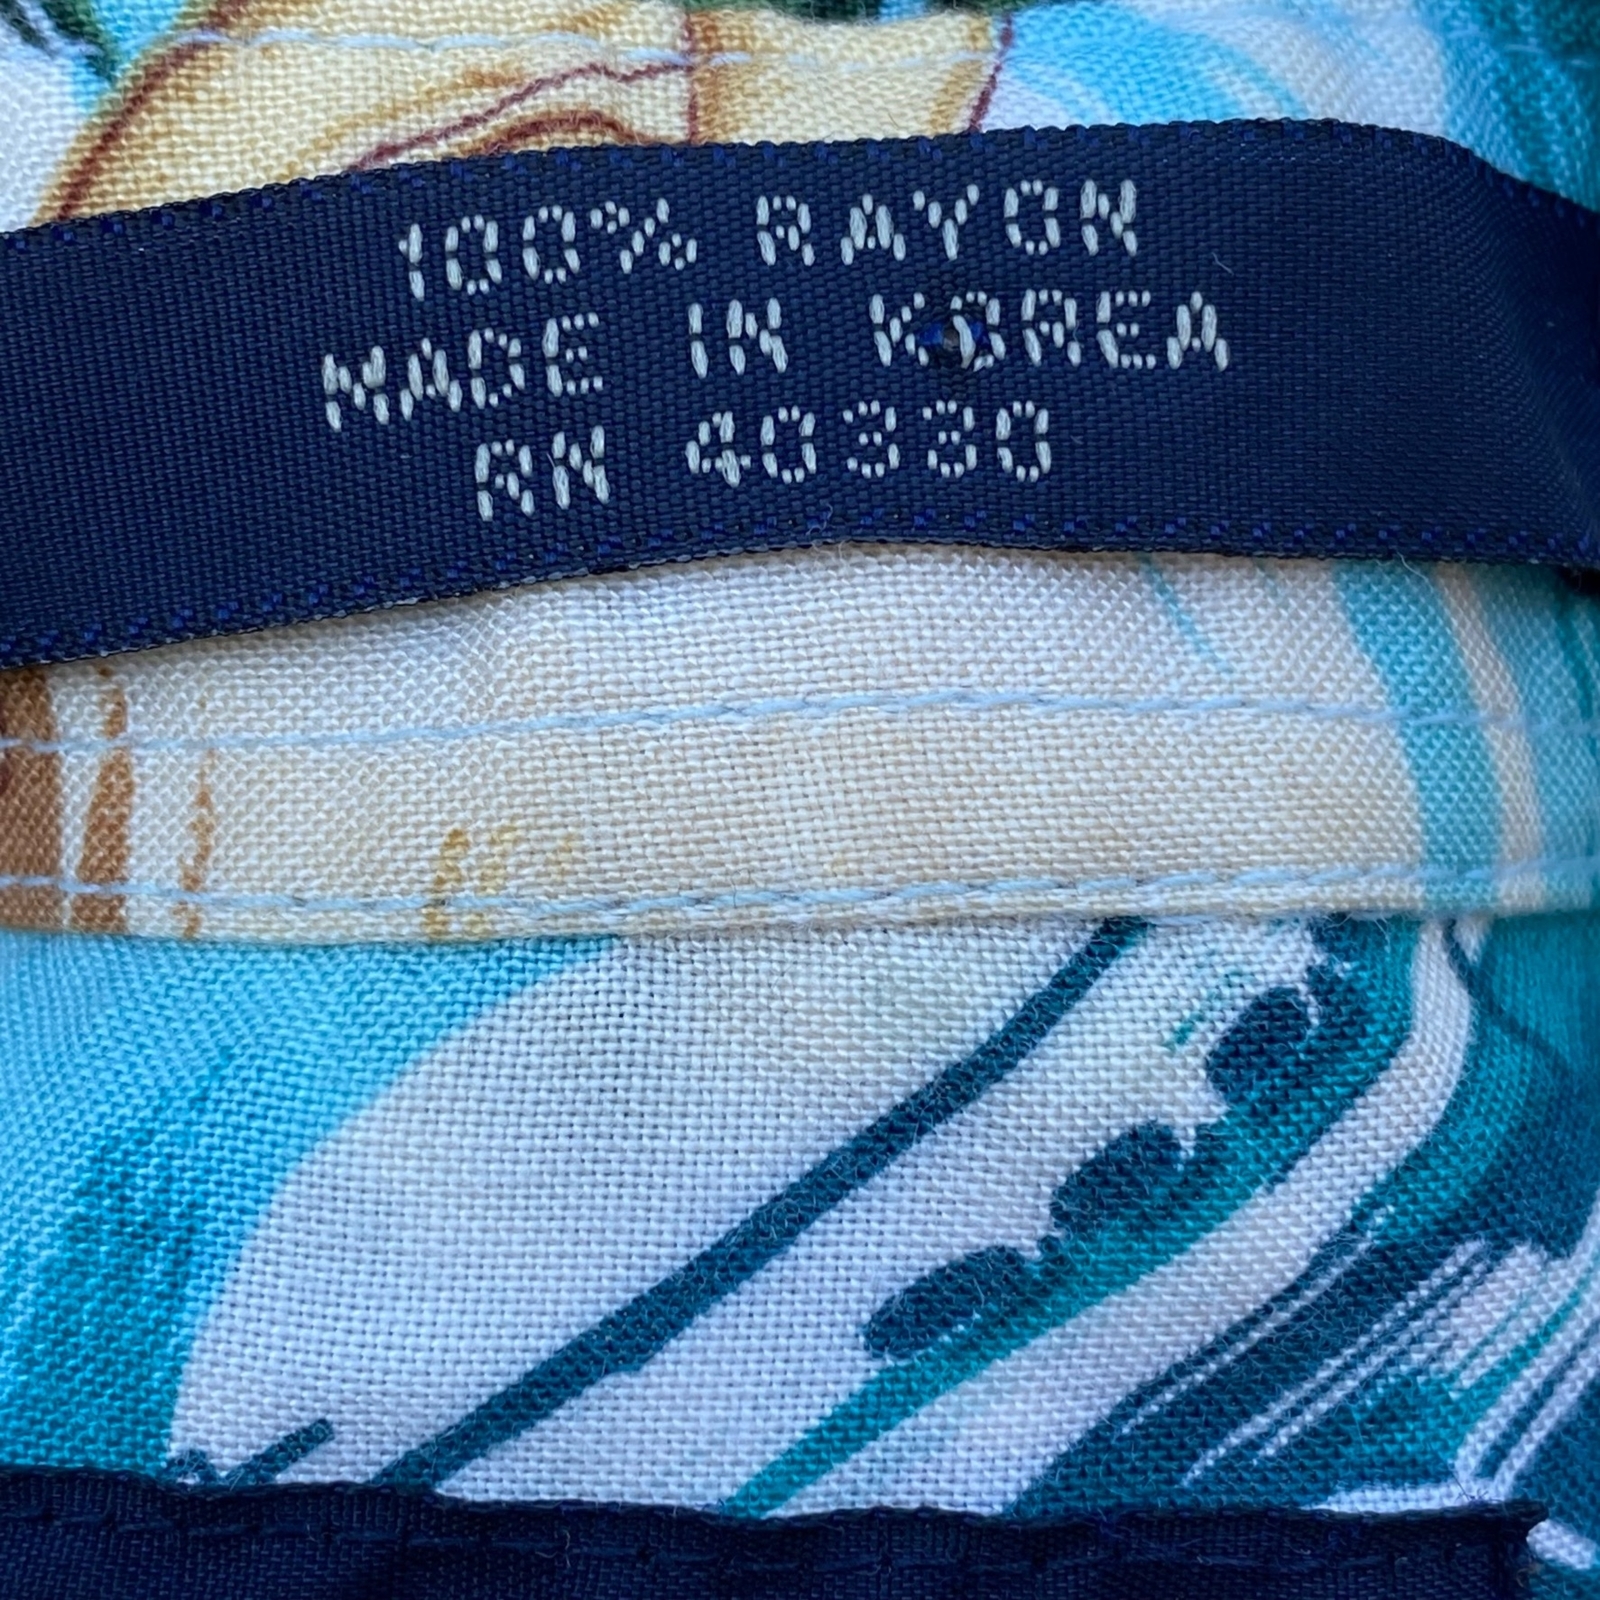 100% RAYON
MADE IN KOREA
RN 40330